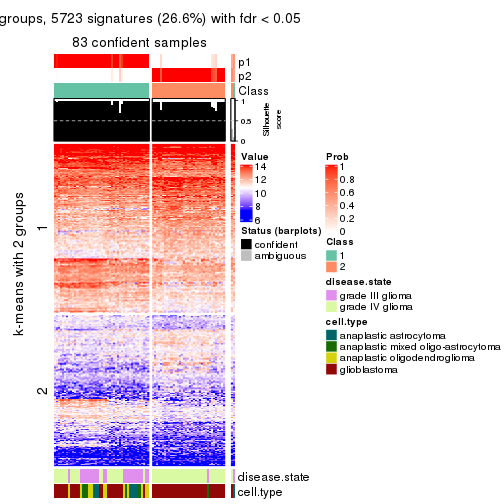 groups, 5723 signatures (26.6%) with fdr < 0.05
83 confident samples
p1
p2
Class
1
0.5
0
Silhouette
score
k-means with 2 groups
1
2
disease.state
cell.type
Value
14
12
10
8
6
Status (barplots)
confident
ambiguous
Prob
1
0.8
0.6
0.4
0.2
0
Class
1
2
disease.state
grade III glioma
grade IV glioma
cell.type
anaplastic astrocytoma
anaplastic mixed oligo-astrocytoma
anaplastic oligodendroglioma
glioblastoma